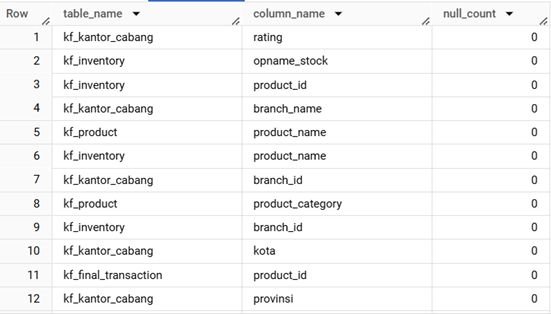 Row table_name column_name null_count
1 kf_kantor_cabang rating 0
2 kf_inventory opname_stock 0
3 kf_inventory product_id 0
4 kf_kantor_cabang branch_name 0
5 kf_product product_name 0
6 kf_inventory product_name 0
7 kf_kantor_cabang branch_id 0
8 kf_product product_category 0
9 kf_inventory branch_id 0
10 kf_kantor_cabang kota 0
11 kf_final_transaction product_id 0
12 kf_kantor_cabang provinsi 0